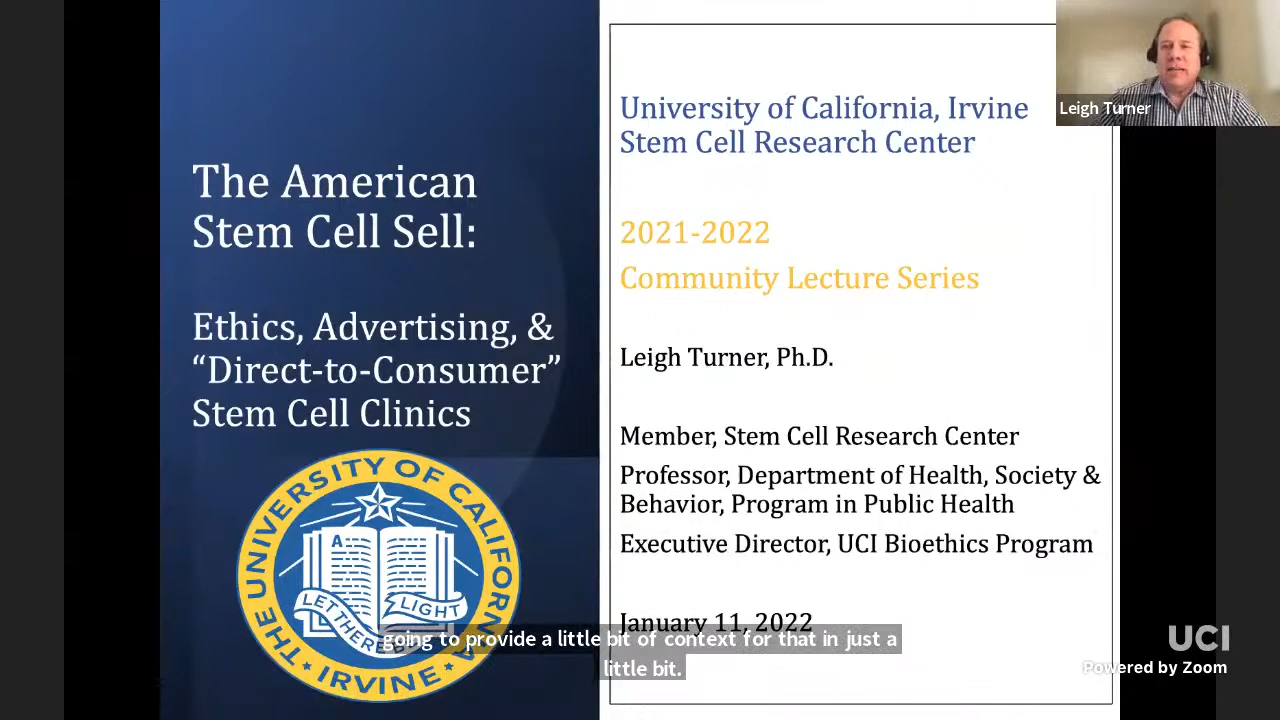 The American
Stem Cell Sell:
Ethics, Advertising, &
“Direct-to-Consumer”
Stem Cell Clinics
THE UNIVERSITY OF CALIFORNIA
A
LET THERE BE
LIGHT
• IRVINE •
University of California, Irvine
Stem Cell Research Center
2021-2022
Community Lecture Series
Leigh Turner, Ph.D.
Member, Stem Cell Research Center
Professor, Department of Health, Society &
Behavior, Program in Public Health
Executive Director, UCI Bioethics Program
January 11, 2022
Leigh Turner
going to provide a little bit of context for that in just a
little bit.
UCI
Powered by Zoom